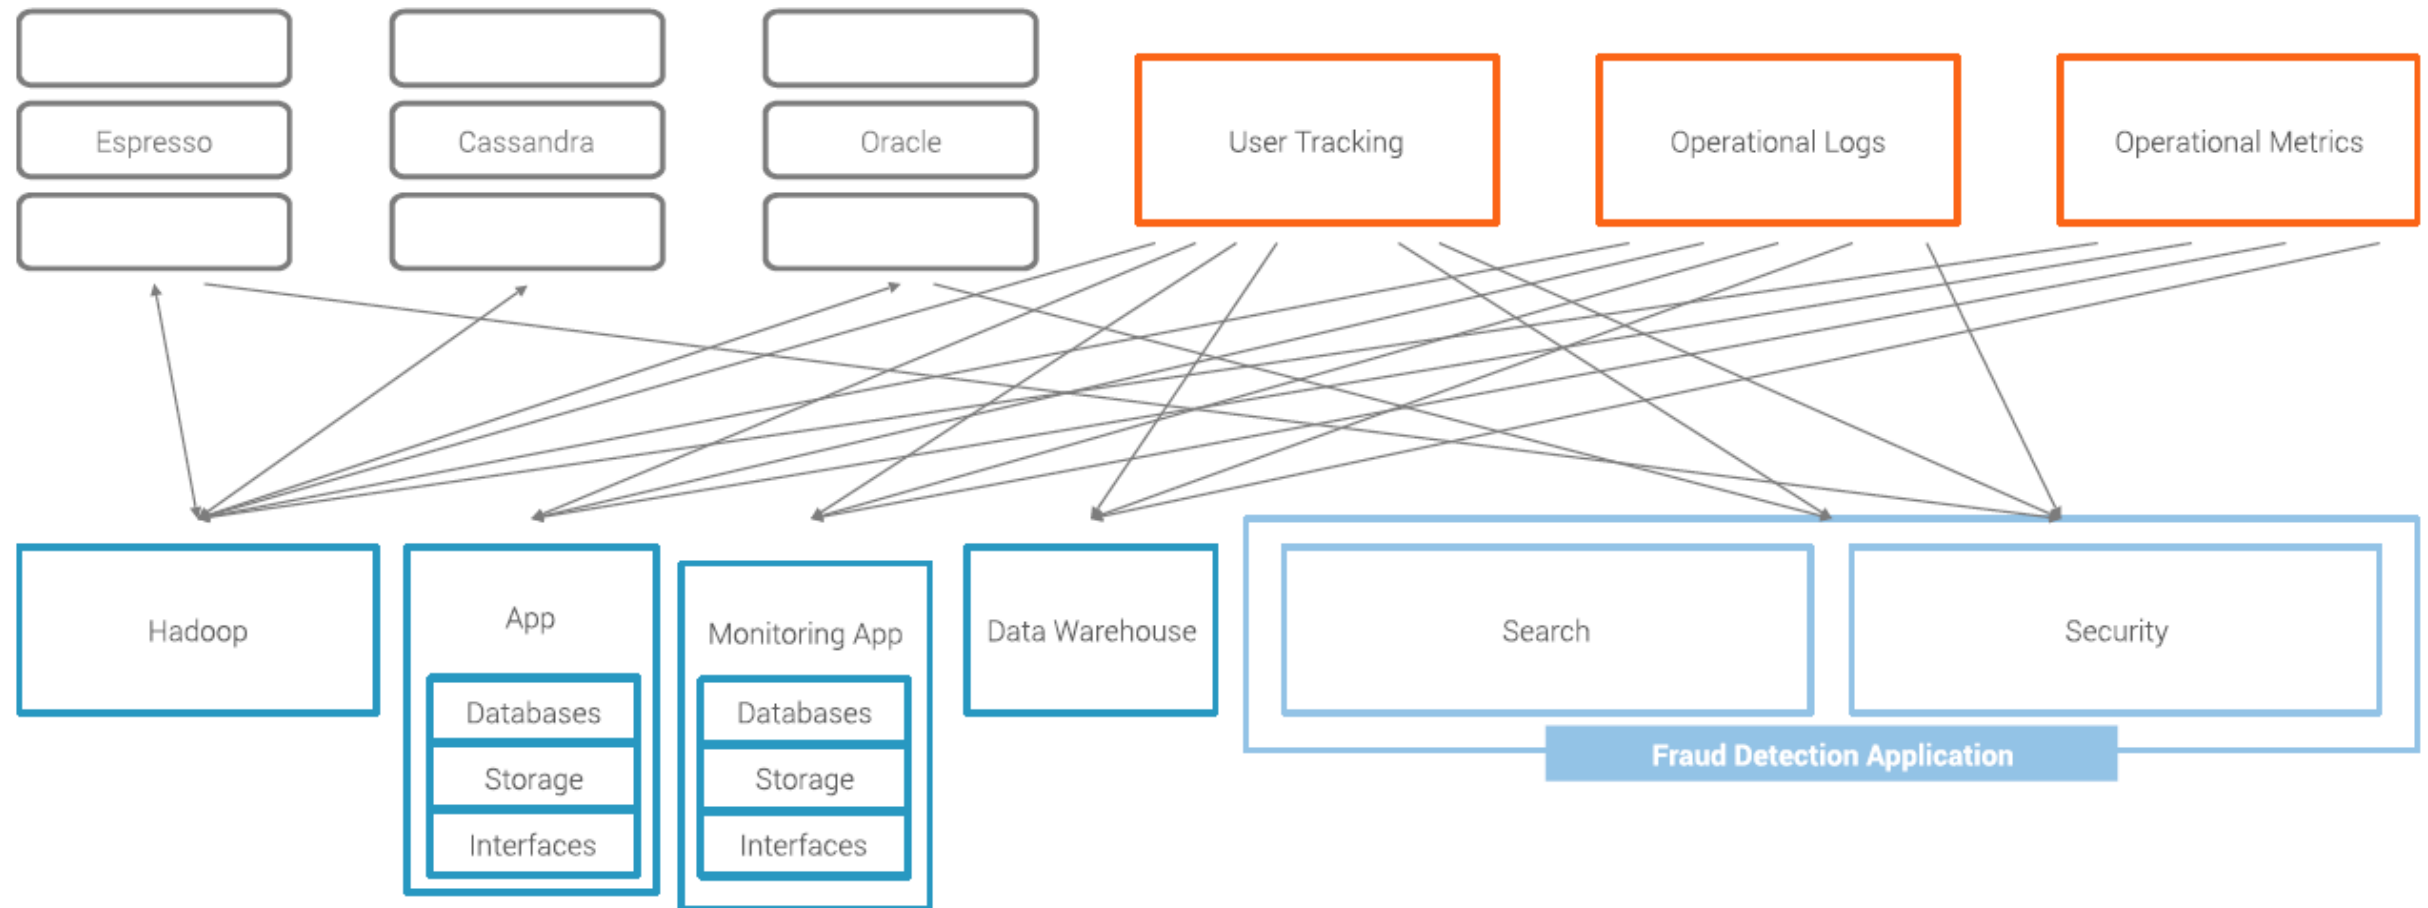 Espresso
Cassandra
Oracle
User Tracking
Operational Logs
Operational Metrics
Hadoop
App
Databases
Storage
Interfaces
Monitoring App
Databases
Storage
Interfaces
Data Warehouse
Search
Security
Fraud Detection Application